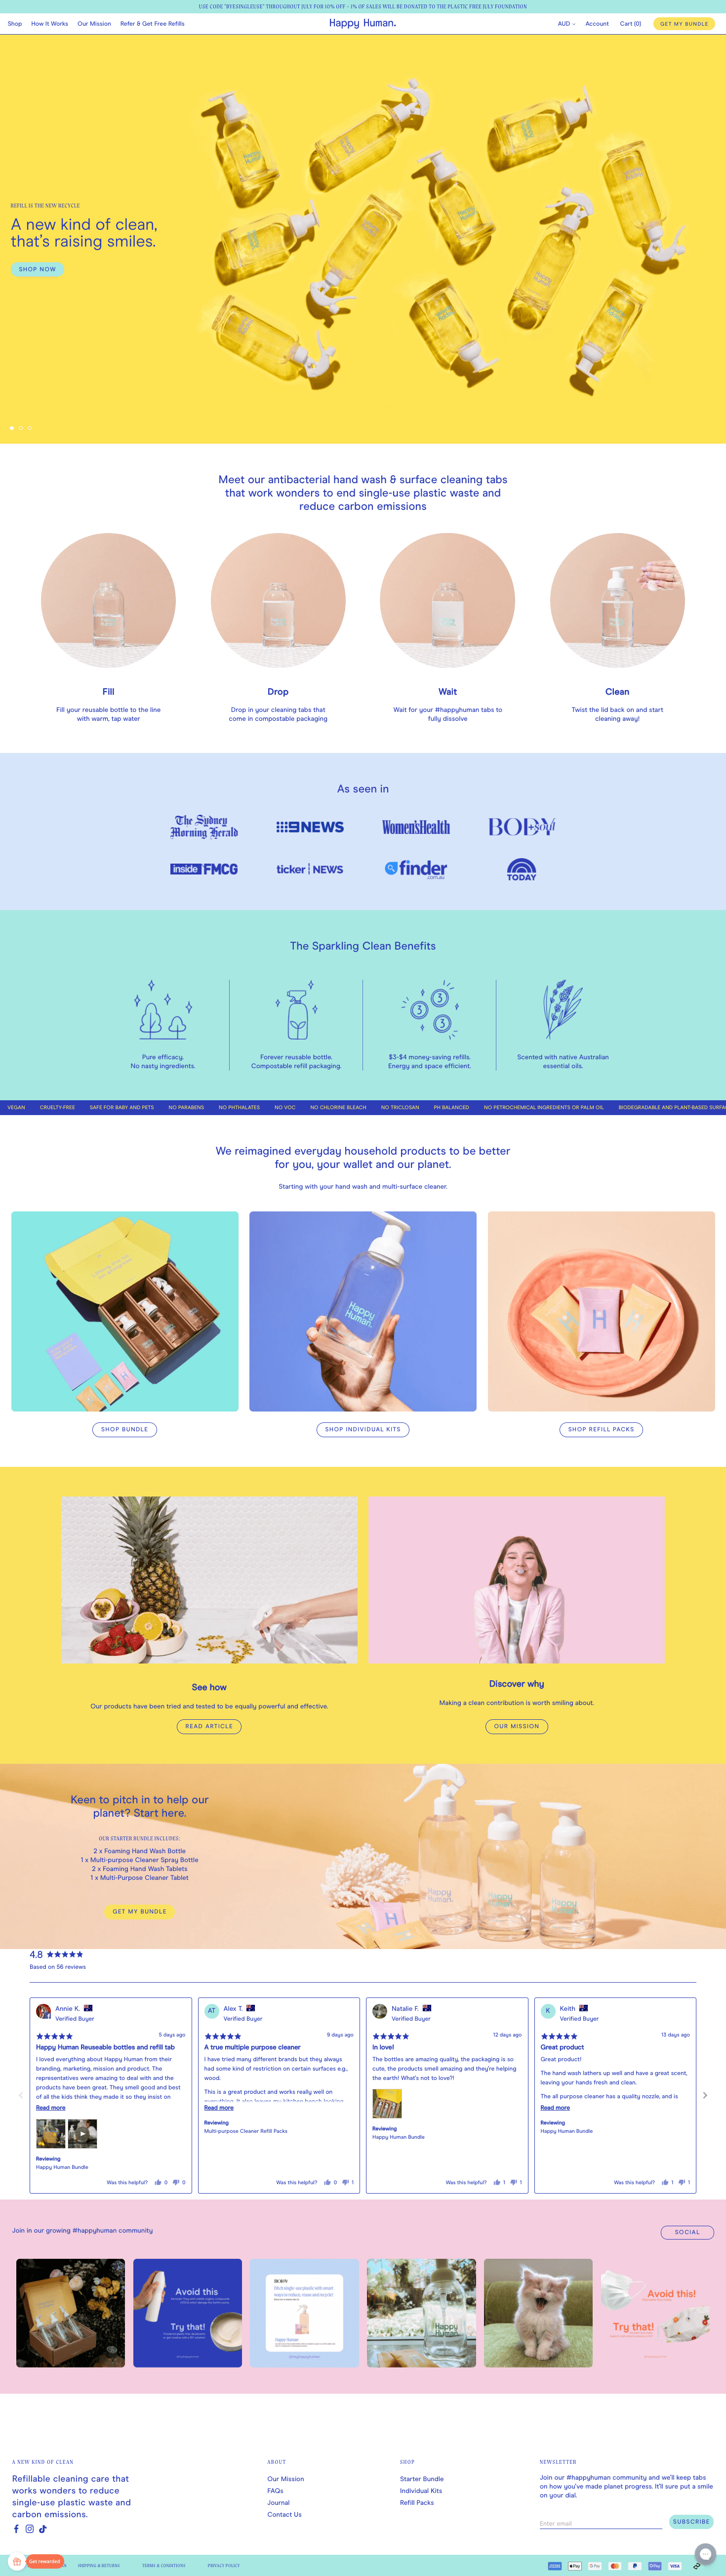 USE CODE "BYESINGLEUSE" THROUGHOUT JULY FOR 10% OFF + 1% OF SALES WILL BE DONATED TO THE PLASTIC FREE JULY FOUNDATION
Shop How It Works Our Mission Refer & Get Free Refills
Happy Human.
AUD Account Cart (0) GET MY BUNDLE
REFILL IS THE NEW RECYCLE
A new kind of clean,
that's raising smiles.
SHOP NOW
Meet our antibacterial hand wash & surface cleaning tabs
that work wonders to end single-use plastic waste and
reduce carbon emissions
Fill
Fill your reusable bottle to the line
with warm, tap water
Drop
Drop in your cleaning tabs that
come in compostable packaging
Wait
Wait for your #happyhuman tabs to
fully dissolve
Clean
Twist the lid back on and start
cleaning away!
As seen in
The Sydney
Morning Herald
9NEWS
Women'sHealth
BODY
+soul
inside FMCG
ticker NEWS
finder
.com.au
TODAY
The Sparkling Clean Benefits
Pure efficacy.
No nasty ingredients.
Forever reusable bottle.
Compostable refill packaging.
3 3 3
$3-$4 money-saving refills.
Energy and space efficient.
Scented with native Australian
essential oils.
VEGAN CRUELTY-FREE SAFE FOR BABY AND PETS NO PARABENS NO PHTHALATES NO VOC NO CHLORINE BLEACH NO TRICLOSAN PH BALANCED NO PETROCHEMICAL INGREDIENTS OR PALM OIL BIODEGRADABLE AND PLANT-BASED SURFA
We reimagined everyday household products to be better
for you, your wallet and our planet.
Starting with your hand wash and multi-surface cleaner.
Happy
Human.
H
SHOP BUNDLE
SHOP INDIVIDUAL KITS
SHOP REFILL PACKS
See how
Our products have been tried and tested to be equally powerful and effective.
READ ARTICLE
Discover why
Making a clean contribution is worth smiling about.
OUR MISSION
Keen to pitch in to help our
planet? Start here.
OUR STARTER BUNDLE INCLUDES:
2 x Foaming Hand Wash Bottle
1 x Multi-purpose Cleaner Spray Bottle
2 x Foaming Hand Wash Tablets
1 x Multi-Purpose Cleaner Tablet
GET MY BUNDLE
Happy
Human.
Happy
Human.
Happy
Human.
4.8
Based on 56 reviews
Annie K.
Verified Buyer
5 days ago
Happy Human Reuseable bottles and refill tab
I loved everything about Happy Human from their
branding, marketing, mission and product. The
representatives were amazing to deal with and the
products have been great. They smell good and best
of all the kids think they made it so they insist on
Read more
Reviewing
Happy Human Bundle
Was this helpful? 0 0
AT
Alex T.
Verified Buyer
9 days ago
A true multiple purpose cleaner
I have tried many different brands but they always
had some kind of restriction on certain surfaces e.g.,
wood.
This is a great product and works really well on
Read more
Reviewing
Multi-purpose Cleaner Refill Packs
Was this helpful? 0 1
Natalie F.
Verified Buyer
12 days ago
In love!
The bottles are amazing quality, the packaging is so
cute, the products smell amazing and they're helping
the earth! What's not to love?!
Reviewing
Happy Human Bundle
Was this helpful? 1 1
K
Keith
Verified Buyer
13 days ago
Great product
Great product!
The hand wash lathers up well and have a great scent,
leaving your hands fresh and clean.
The all purpose cleaner has a quality nozzle, and is
Read more
Reviewing
Happy Human Bundle
Was this helpful? 1 1
Join in our growing #happyhuman community
SOCIAL
Avoid this
Try that!
Happy
Human.
Avoid this!
Try that!
A NEW KIND OF CLEAN
Refillable cleaning care that
works wonders to reduce
single-use plastic waste and
carbon emissions.
ABOUT
Our Mission
FAQs
Journal
Contact Us
SHOP
Starter Bundle
Individual Kits
Refill Packs
NEWSLETTER
Join our #happyhuman community and we'll keep tabs
on how you've made planet progress. It'll sure put a smile
on your dial.
Enter email
SUBSCRIBE
Get rewarded
SHIPPING & RETURNS TERMS & CONDITIONS PRIVACY POLICY